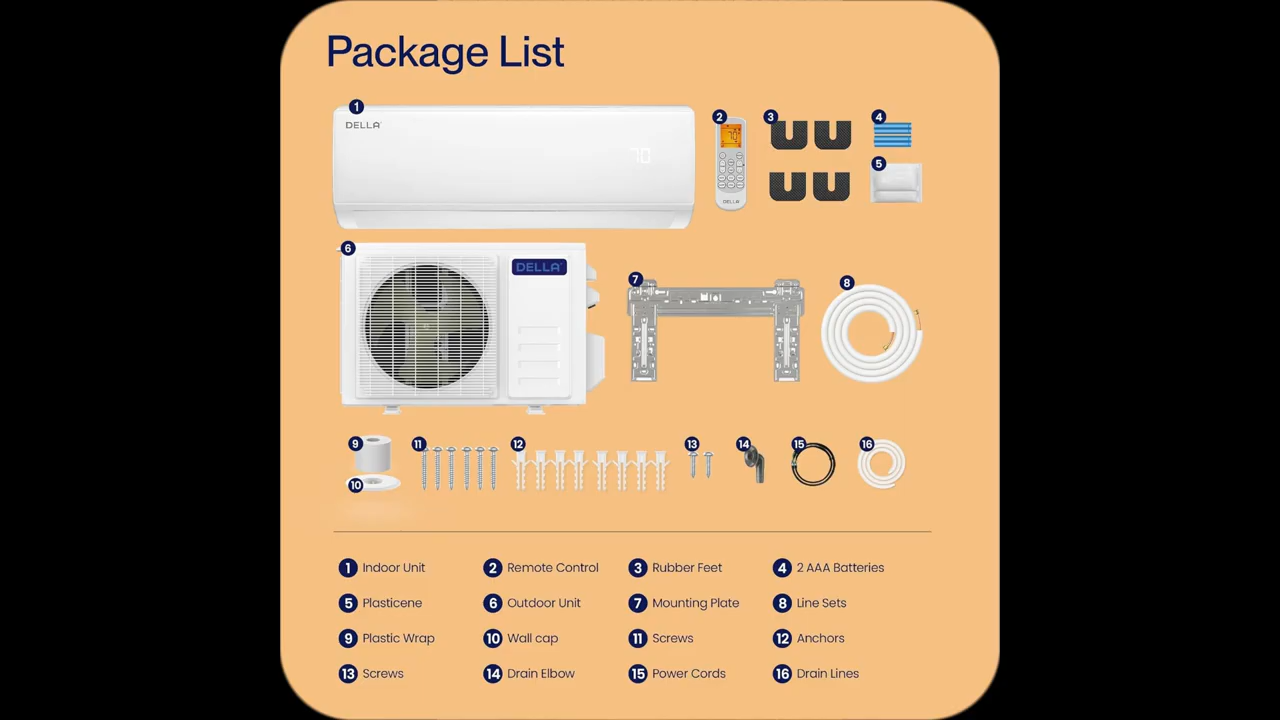 Package List
1
DELLA
70
2
70
DELLA
3
4
5
6
DELLA
7
8
9
10
11
12
13
14
15
16
1 Indoor Unit
2 Remote Control
3 Rubber Feet
4 2 AAA Batteries
5 Plasticene
6 Outdoor Unit
7 Mounting Plate
8 Line Sets
9 Plastic Wrap
10 Wall cap
11 Screws
12 Anchors
13 Screws
14 Drain Elbow
15 Power Cords
16 Drain Lines